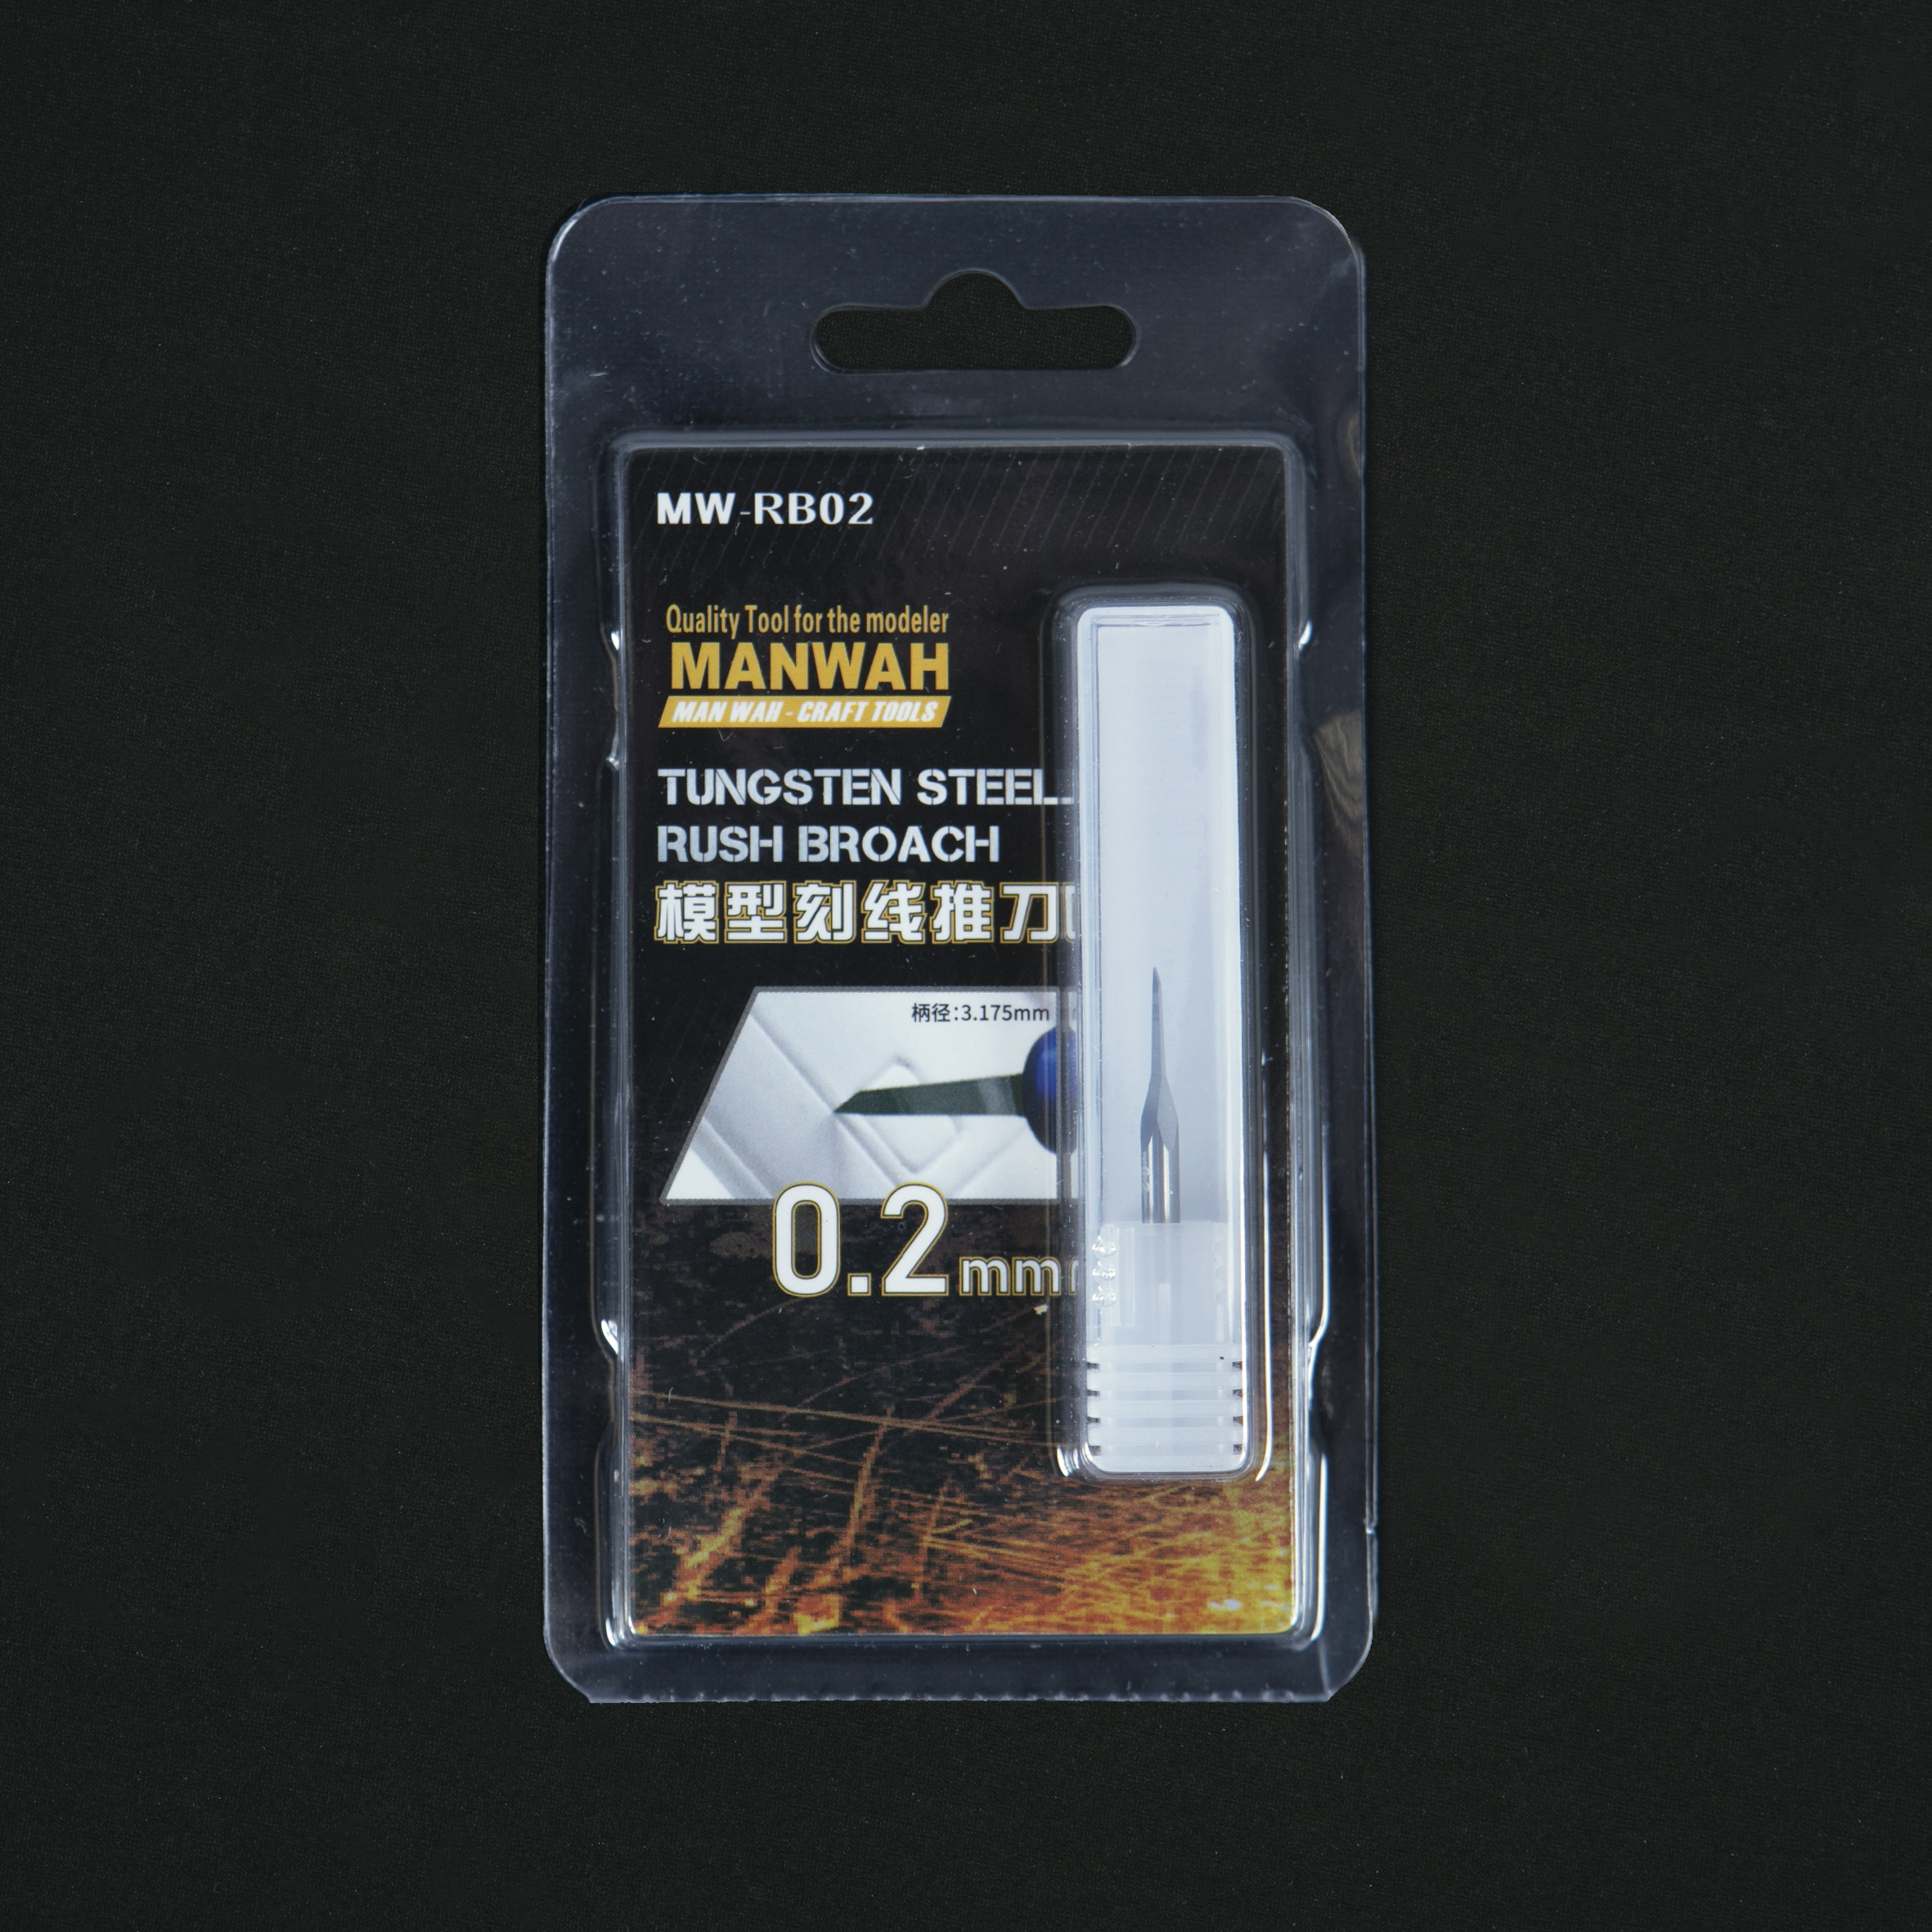 MW-RB02
Quality Tool for the modeler
MANWAH
MAN WAH - CRAFT TOOLS
TUNGSTEN STEEL
RUSH BROACH
模型刻线推刀
柄径:3.175mm
0.2mm